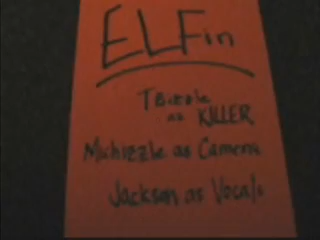 ELFin
TBizzle
as KILLER
Michizzle as Camera
Jackson as Vocals